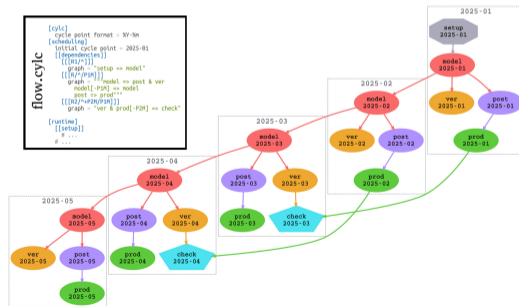 flow.cylc
[cylc]
cycle point format = %Y-%m
[scheduling]
initial cycle point = 2025-01
[[dependencies]]
[[[R1/^]]]
graph = "setup => model"
[[[R/^/P1M]]]
graph = """model => post & ver
model[-P1M] => model
post => prod"""
[[[R2/^+P2M/P1M]]]
graph = "ver & prod[-P2M] => check"
[runtime]
[[setup]]
# ...
# ...
2025-01
setup
2025-01
model
2025-01
ver
2025-01
post
2025-01
prod
2025-01
2025-02
model
2025-02
ver
2025-02
post
2025-02
prod
2025-02
2025-03
model
2025-03
post
2025-03
ver
2025-03
prod
2025-03
check
2025-03
2025-04
model
2025-04
post
2025-04
ver
2025-04
prod
2025-04
check
2025-04
2025-05
model
2025-05
ver
2025-05
post
2025-05
prod
2025-05